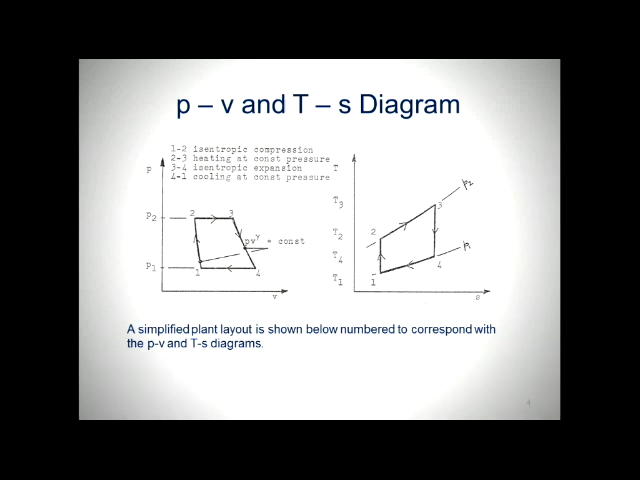 p – v and T – s Diagram
1-2 isentropic compression
2-3 heating at const pressure
3-4 isentropic expansion
4-1 cooling at const pressure
P
P2
P1
2
3
1
4
pvγ = const
v
T
T3
T2
T4
T1
2
3
4
1
p2
p1
s
A simplified plant layout is shown below numbered to correspond with
the p-v and T-s diagrams.
4